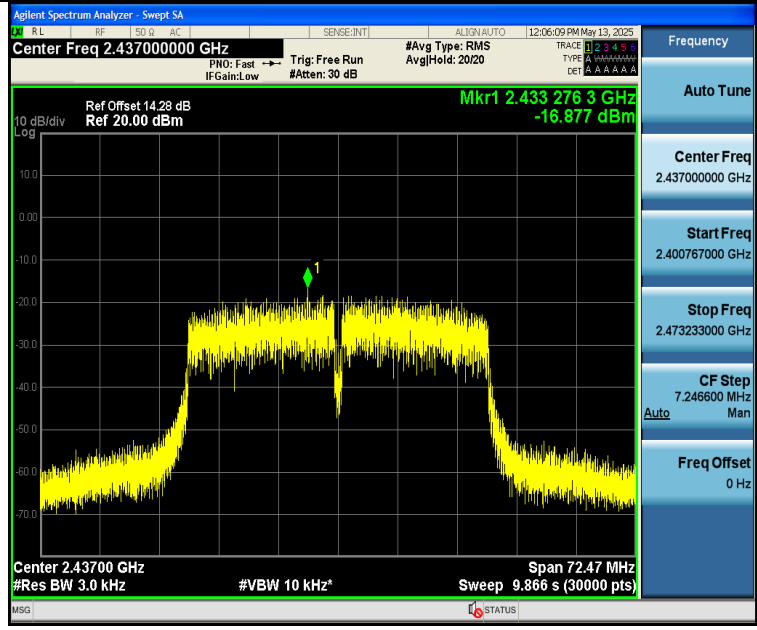 Agilent Spectrum Analyzer - Swept SA
RL RF 50 Ω AC SENSE:INT ALIGN AUTO 12:06:09 PM May 13, 2025
Center Freq 2.437000000 GHz
PNO: Fast
IFGain:Low
Trig: Free Run
#Atten: 30 dB
#Avg Type: RMS
Avg|Hold: 20/20
TRACE 1 2 3 4 5 6
TYPE A WWWWW
DET A A A A A A
Ref Offset 14.28 dB
10 dB/div Ref 20.00 dBm
Log
Mkr1 2.433 276 3 GHz
-16.877 dBm
10.0
0.00
-10.0
-20.0
-30.0
-40.0
-50.0
-60.0
-70.0
1
Center 2.43700 GHz Span 72.47 MHz
#Res BW 3.0 kHz #VBW 10 kHz* Sweep 9.866 s (30000 pts)
MSG STATUS
Frequency
Auto Tune
Center Freq
2.437000000 GHz
Start Freq
2.400767000 GHz
Stop Freq
2.473233000 GHz
CF Step
7.246600 MHz
Auto Man
Freq Offset
0 Hz